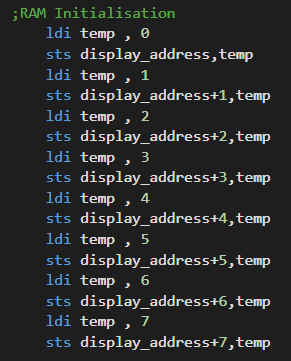 ;RAM Initialisation
ldi temp , 0
sts display_address,temp
ldi temp , 1
sts display_address+1,temp
ldi temp , 2
sts display_address+2,temp
ldi temp , 3
sts display_address+3,temp
ldi temp , 4
sts display_address+4,temp
ldi temp , 5
sts display_address+5,temp
ldi temp , 6
sts display_address+6,temp
ldi temp , 7
sts display_address+7,temp